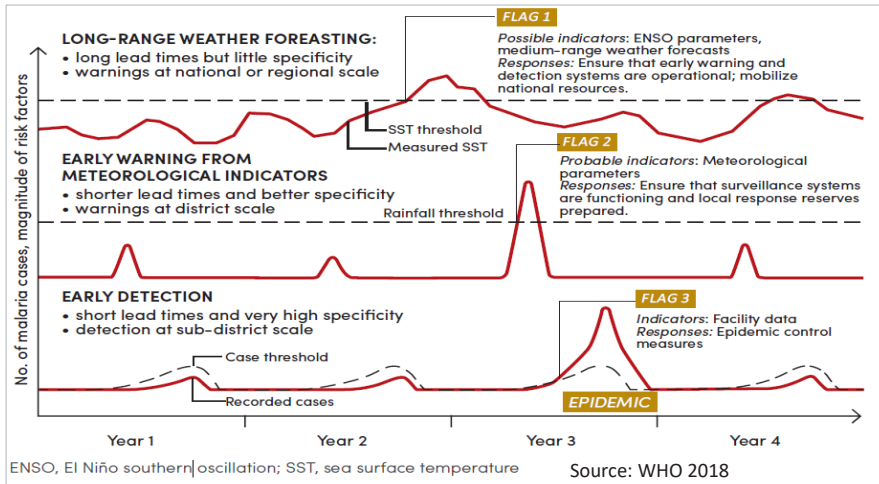 FLAG 1
LONG-RANGE WEATHER FOREASTING:
• long lead times but little specificity
• warnings at national or regional scale
Possible indicators: ENSO parameters,
medium-range weather forecasts
Responses: Ensure that early warning and
detection systems are operational; mobilize
national resources.
SST threshold
Measured SST
FLAG 2
EARLY WARNING FROM
METEOROLOGICAL INDICATORS
• shorter lead times and better specificity
• warnings at district scale
Rainfall threshold
Probable indicators: Meteorological
parameters
Responses: Ensure that surveillance systems
are functioning and local response reserves
prepared.
FLAG 3
EARLY DETECTION
• short lead times and very high specificity
• detection at sub-district scale
Indicators: Facility data
Responses: Epidemic control
measures
Case threshold
Recorded cases
EPIDEMIC
No. of malaria cases, magnitude of risk factors
Year 1
Year 2
Year 3
Year 4
ENSO, El Niño southern oscillation; SST, sea surface temperature
Source: WHO 2018